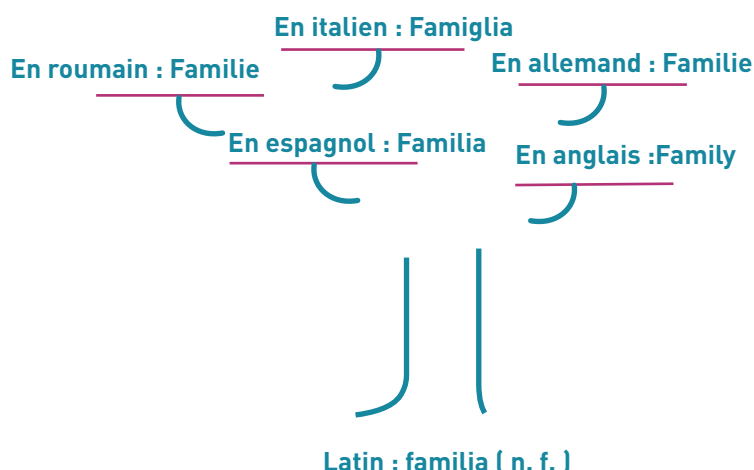 En italien : Famiglia
En roumain : Familie
En allemand : Familie
En espagnol : Familia
En anglais :Family
Latin : familia ( n. f. )